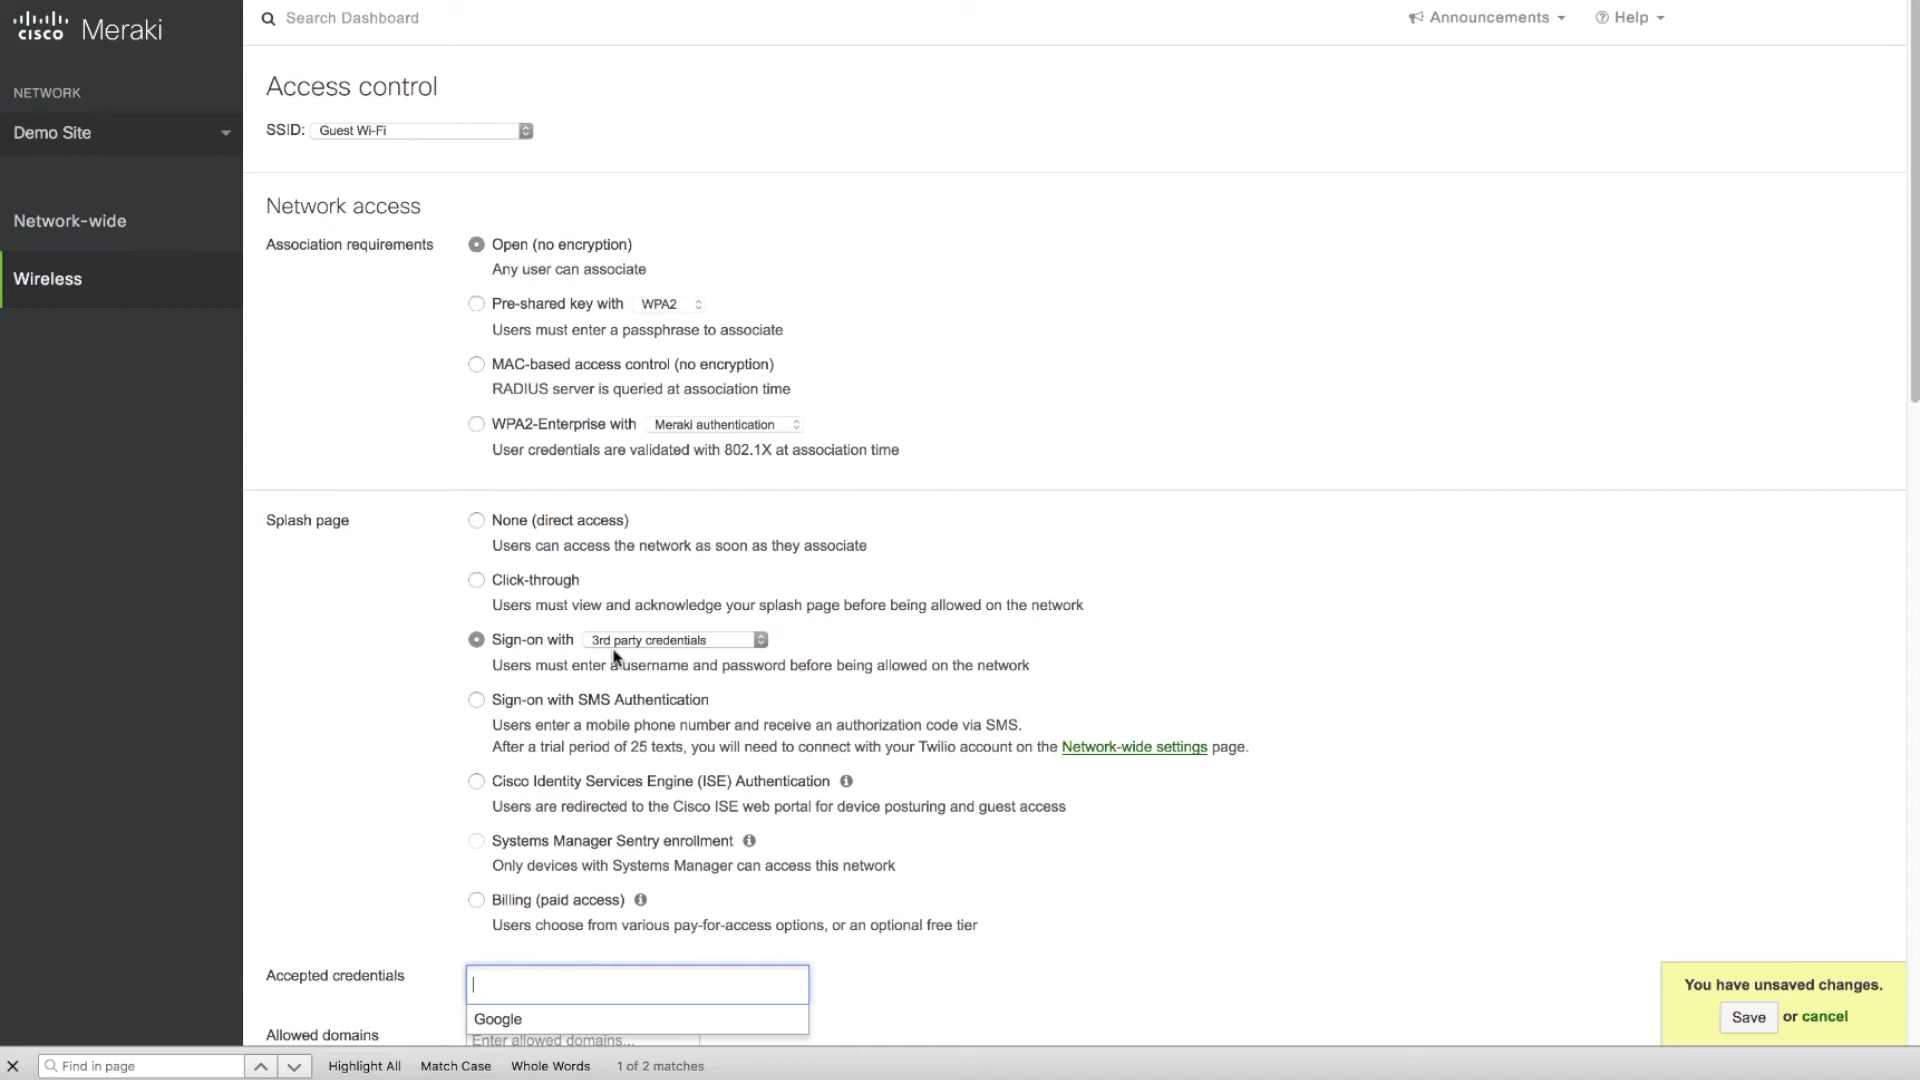 cisco Meraki
Search Dashboard
Announcements
Help
NETWORK
Demo Site
Network-wide
Wireless
Access control
SSID: Guest Wi-Fi
Network access
Association requirements
Open (no encryption)
Any user can associate
Pre-shared key with WPA2
Users must enter a passphrase to associate
MAC-based access control (no encryption)
RADIUS server is queried at association time
WPA2-Enterprise with Meraki authentication
User credentials are validated with 802.1X at association time
Splash page
None (direct access)
Users can access the network as soon as they associate
Click-through
Users must view and acknowledge your splash page before being allowed on the network
Sign-on with 3rd party credentials
Users must enter a username and password before being allowed on the network
Sign-on with SMS Authentication
Users enter a mobile phone number and receive an authorization code via SMS.
After a trial period of 25 texts, you will need to connect with your Twilio account on the Network-wide settings page.
Cisco Identity Services Engine (ISE) Authentication
Users are redirected to the Cisco ISE web portal for device posturing and guest access
Systems Manager Sentry enrollment
Only devices with Systems Manager can access this network
Billing (paid access)
Users choose from various pay-for-access options, or an optional free tier
Accepted credentials
Google
Allowed domains
Enter allowed domains...
You have unsaved changes.
Save or cancel
Find in page
Highlight All Match Case Whole Words 1 of 2 matches